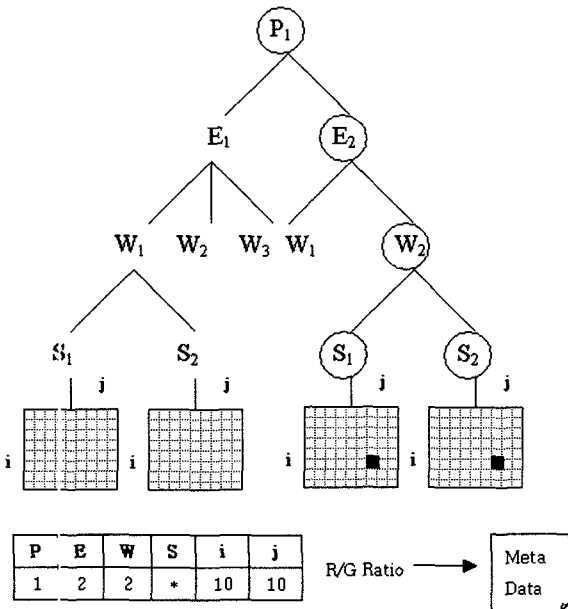 P1
E1 E2
W1 W2 W3 W1 W2
S1 S2 S1 S2
j j j j
i i i i
P E W S i j
1 2 2 * 10 10
R/G Ratio
Meta
Data